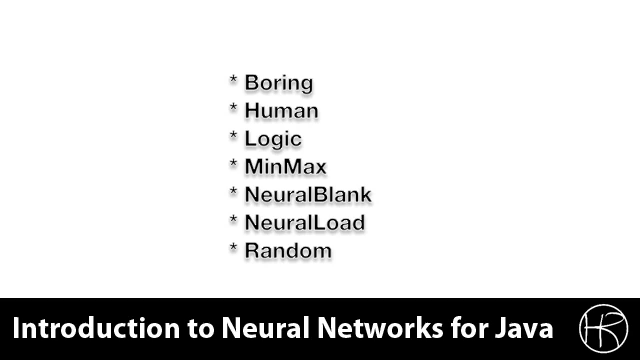 * Boring
* Human
* Logic
* MinMax
* NeuralBlank
* NeuralLoad
* Random
Introduction to Neural Networks for Java